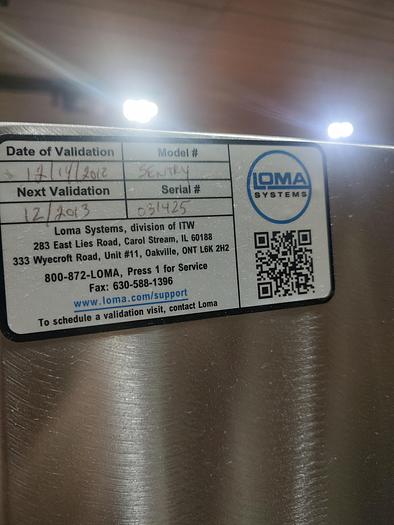 Date of Validation Model #
12/14/2012 SENTRY
Next Validation Serial #
12/2013 031425
LOMA
SYSTEMS
Loma Systems, division of ITW
283 East Lies Road, Carol Stream, IL 60188
333 Wyecroft Road, Unit #11, Oakville, ONT L6K 2H2
800-872-LOMA, Press 1 for Service
Fax: 630-588-1396
www.loma.com/support
To schedule a validation visit, contact Loma